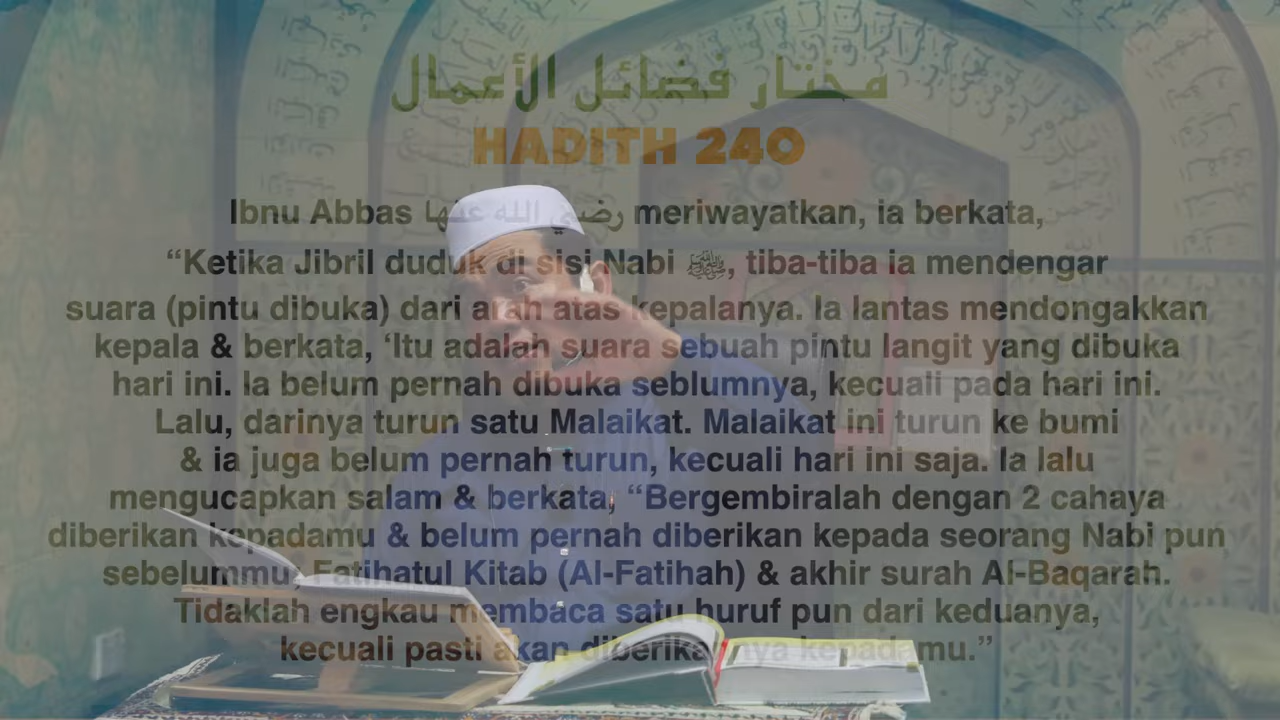 مختار فضائل الأعمال
HADITH 240
Ibnu Abbas رضي الله عنها meriwayatkan, ia berkata,
“Ketika Jibril duduk di sisi Nabi ﷺ, tiba-tiba ia mendengar
suara (pintu dibuka) dari arah atas kepalanya. Ia lantas mendongakkan
kepala & berkata, ‘Itu adalah suara sebuah pintu langit yang dibuka
hari ini. Ia belum pernah dibuka seblumnya, kecuali pada hari ini.
Lalu, darinya turun satu Malaikat. Malaikat ini turun ke bumi
& ia juga belum pernah turun, kecuali hari ini saja. Ia lalu
mengucapkan salam & berkata, “Bergembiralah dengan 2 cahaya
diberikan kepadamu & belum pernah diberikan kepada seorang Nabi pun
sebelummu. Fatihatul Kitab (Al-Fatihah) & akhir surah Al-Baqarah.
Tidaklah engkau membaca satu huruf pun dari keduanya,
kecuali pasti akan diberikannya kepadamu.”